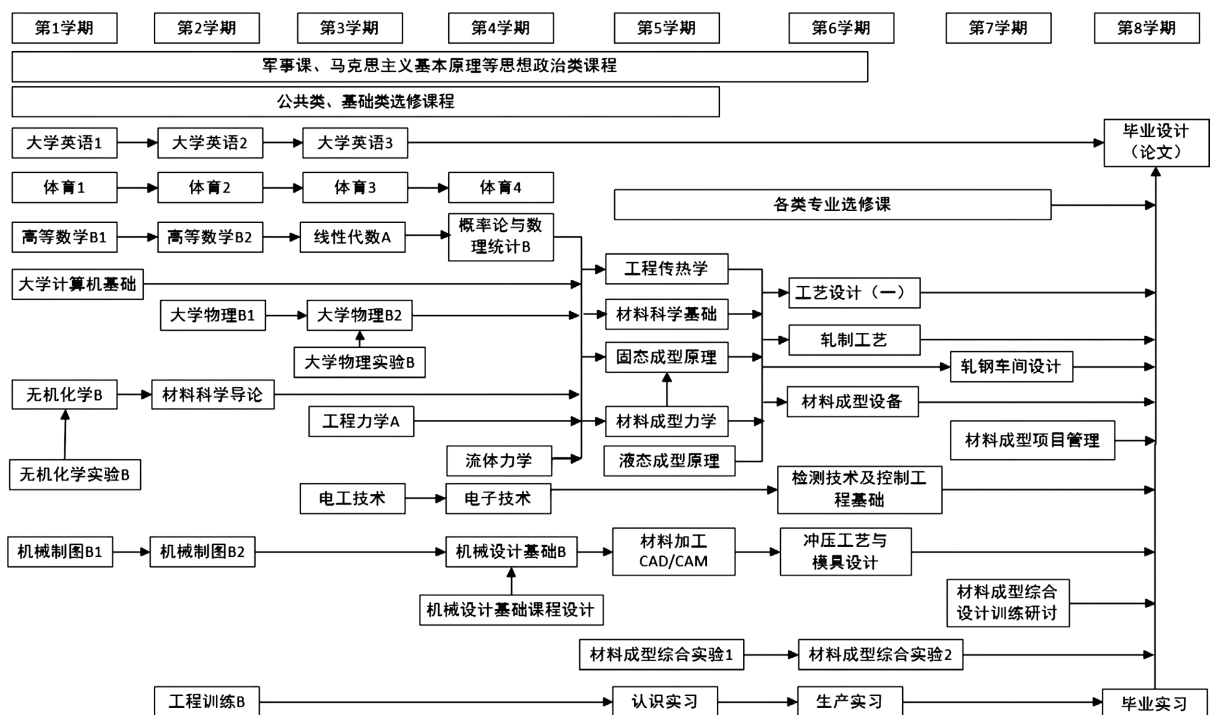 第1学期
第2学期
第3学期
第4学期
第5学期
第6学期
第7学期
第8学期
军事课、马克思主义基本原理等思想政治类课程
公共类、基础类选修课程
大学英语1
大学英语2
大学英语3
毕业设计
（论文）
体育1
体育2
体育3
体育4
各类专业选修课
高等数学B1
高等数学B2
线性代数A
概率论与数
理统计B
工程传热学
大学计算机基础
工艺设计（一）
大学物理B1
大学物理B2
材料科学基础
轧制工艺
大学物理实验B
固态成型原理
轧钢车间设计
无机化学B
材料科学导论
材料成型设备
工程力学A
材料成型力学
材料成型项目管理
无机化学实验B
流体力学
液态成型原理
电工技术
电子技术
检测技术及控制工
程基础
机械制图B1
机械制图B2
机械设计基础B
材料加工
CAD/CAM
冲压工艺与
模具设计
机械设计基础课程设计
材料成型综合
设计训练研讨
材料成型综合实验1
材料成型综合实验2
工程训练B
认识实习
生产实习
毕业实习